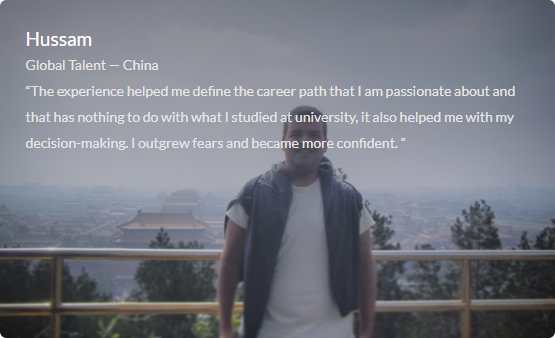 Hussam
Global Talent — China
“The experience helped me define the career path that I am passionate about and
that has nothing to do with what I studied at university, it also helped me with my
decision-making. I outgrew fears and became more confident. ”